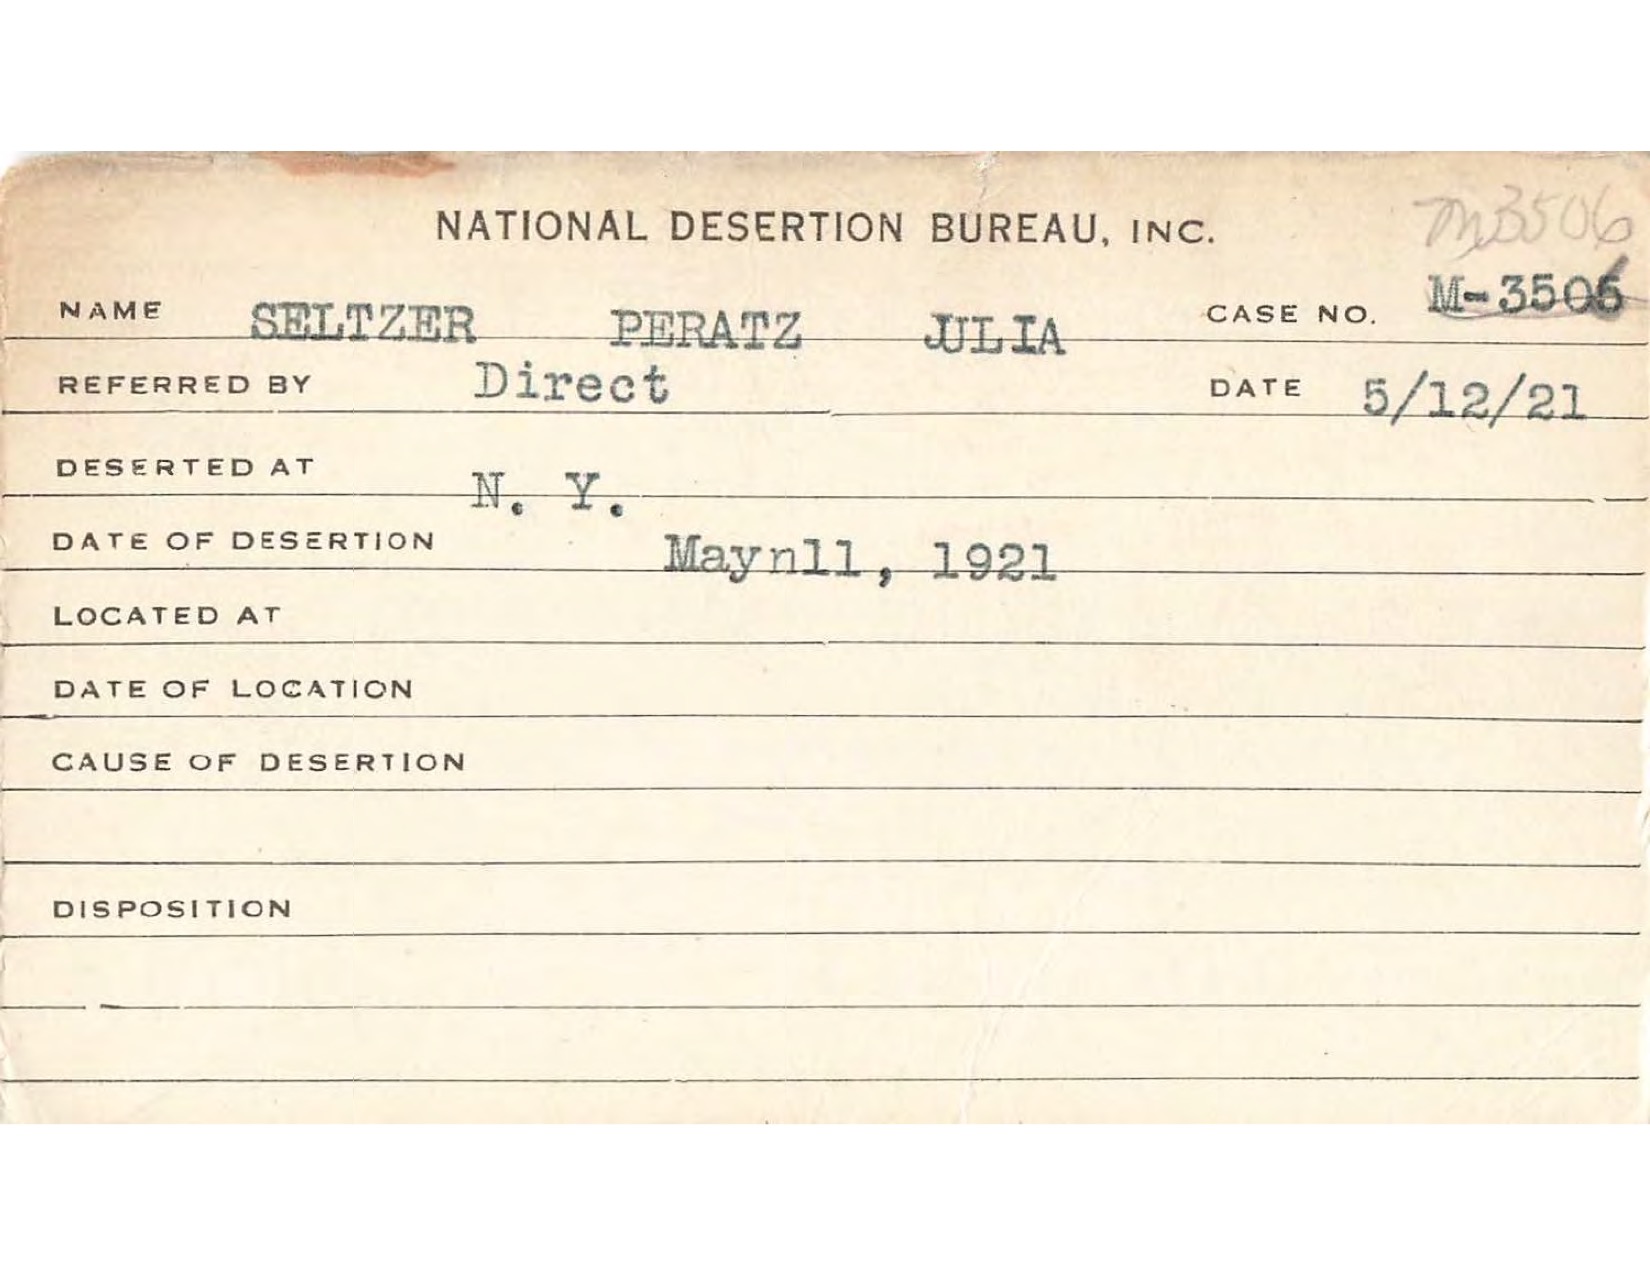 NATIONAL DESERTION BUREAU, INC.
m3506
NAME SELTZER PERATZ JULIA CASE NO. M-3506
REFERRED BY Direct DATE 5/12/21
DESERTED AT N. Y.
DATE OF DESERTION Maynll, 1921
LOCATED AT
DATE OF LOCATION
CAUSE OF DESERTION
DISPOSITION